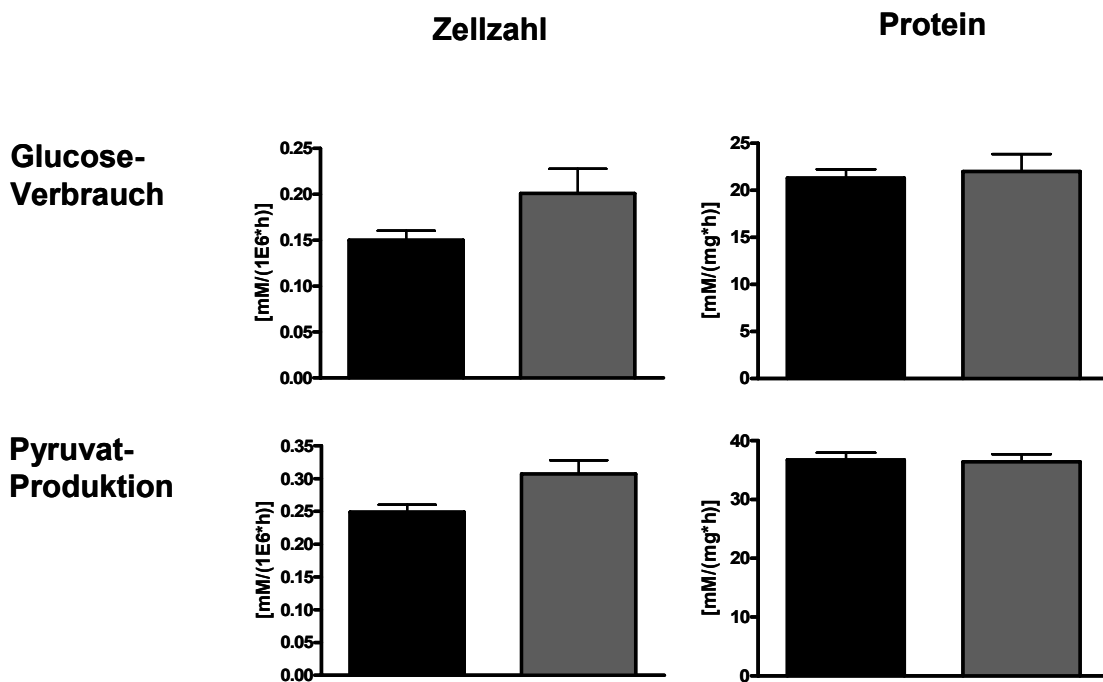 Zellzahl
Protein
Glucose-
Verbrauch
[mM/(1E6*h)]
0.25
0.20
0.15
0.10
0.05
0.00
[mM/(mg*h)]
25
20
15
10
5
0
Pyruvat-
Produktion
[mM/(1E6*h)]
0.35
0.30
0.25
0.20
0.15
0.10
0.05
0.00
[mM/(mg*h)]
40
30
20
10
0